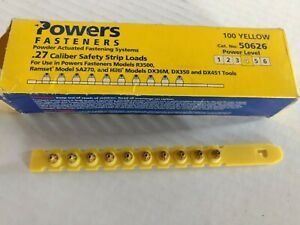 Powers
FASTENERS
Powder Actuated Fastening Systems
.27 Caliber Safety Strip Loads
For Use in Powers Fasteners Models R3500,
Ramset® Model SA270, and Hilti® Models DX36M, DX350 and DX451 Tools
100 YELLOW
Cat. No. 50626
Power Level
1 2 3 4 5 6